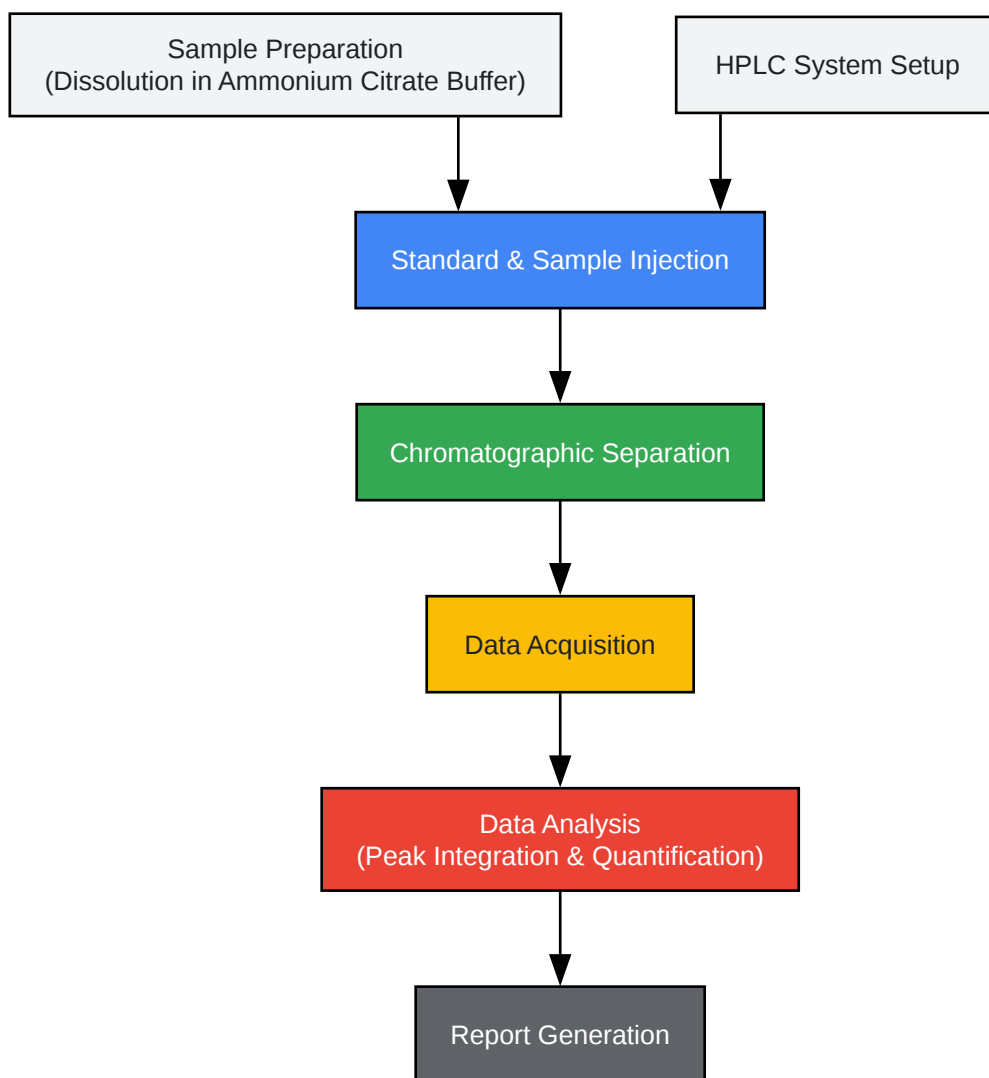 Sample Preparation
(Dissolution in Ammonium Citrate Buffer)
HPLC System Setup
Standard & Sample Injection
Chromatographic Separation
Data Acquisition
Data Analysis
(Peak Integration & Quantification)
Report Generation